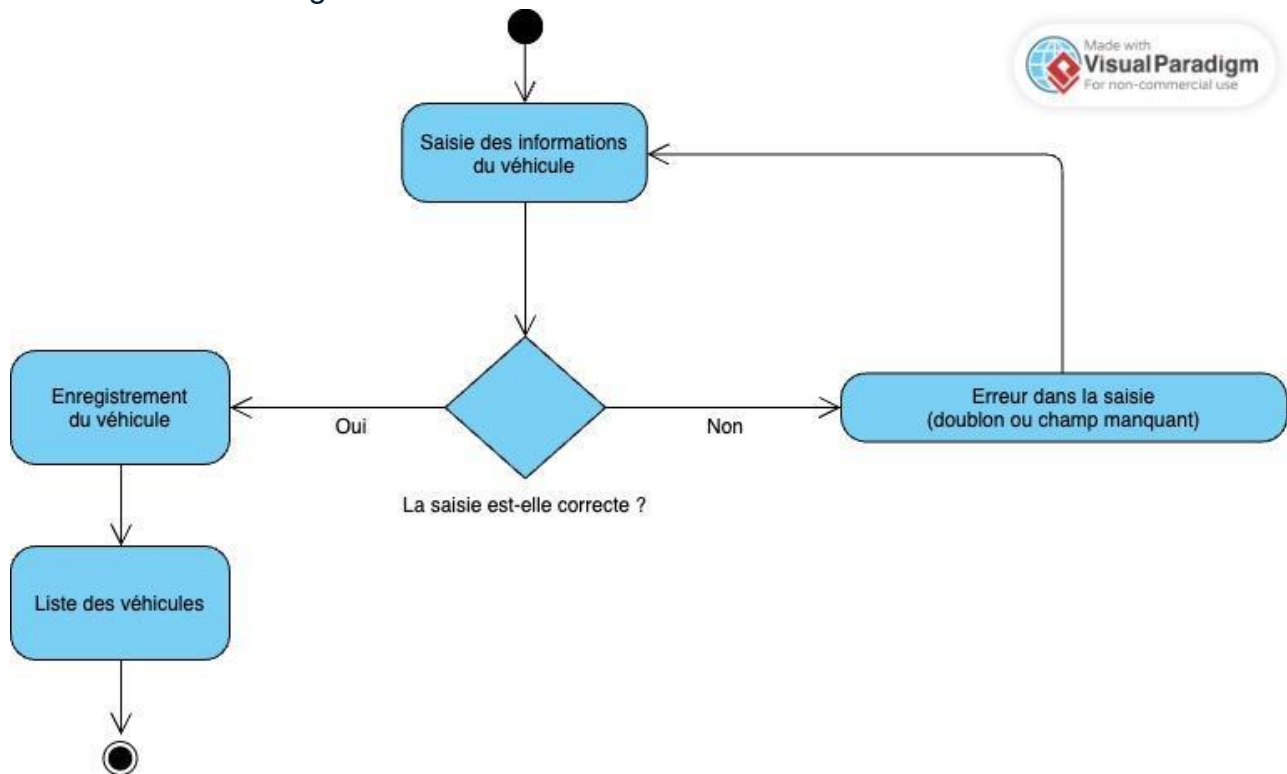 Made with
Visual Paradigm
For non-commercial use
Saisie des informations
du véhicule
Enregistrement
du véhicule
Oui
Non
Erreur dans la saisie
(doublon ou champ manquant)
La saisie est-elle correcte ?
Liste des véhicules